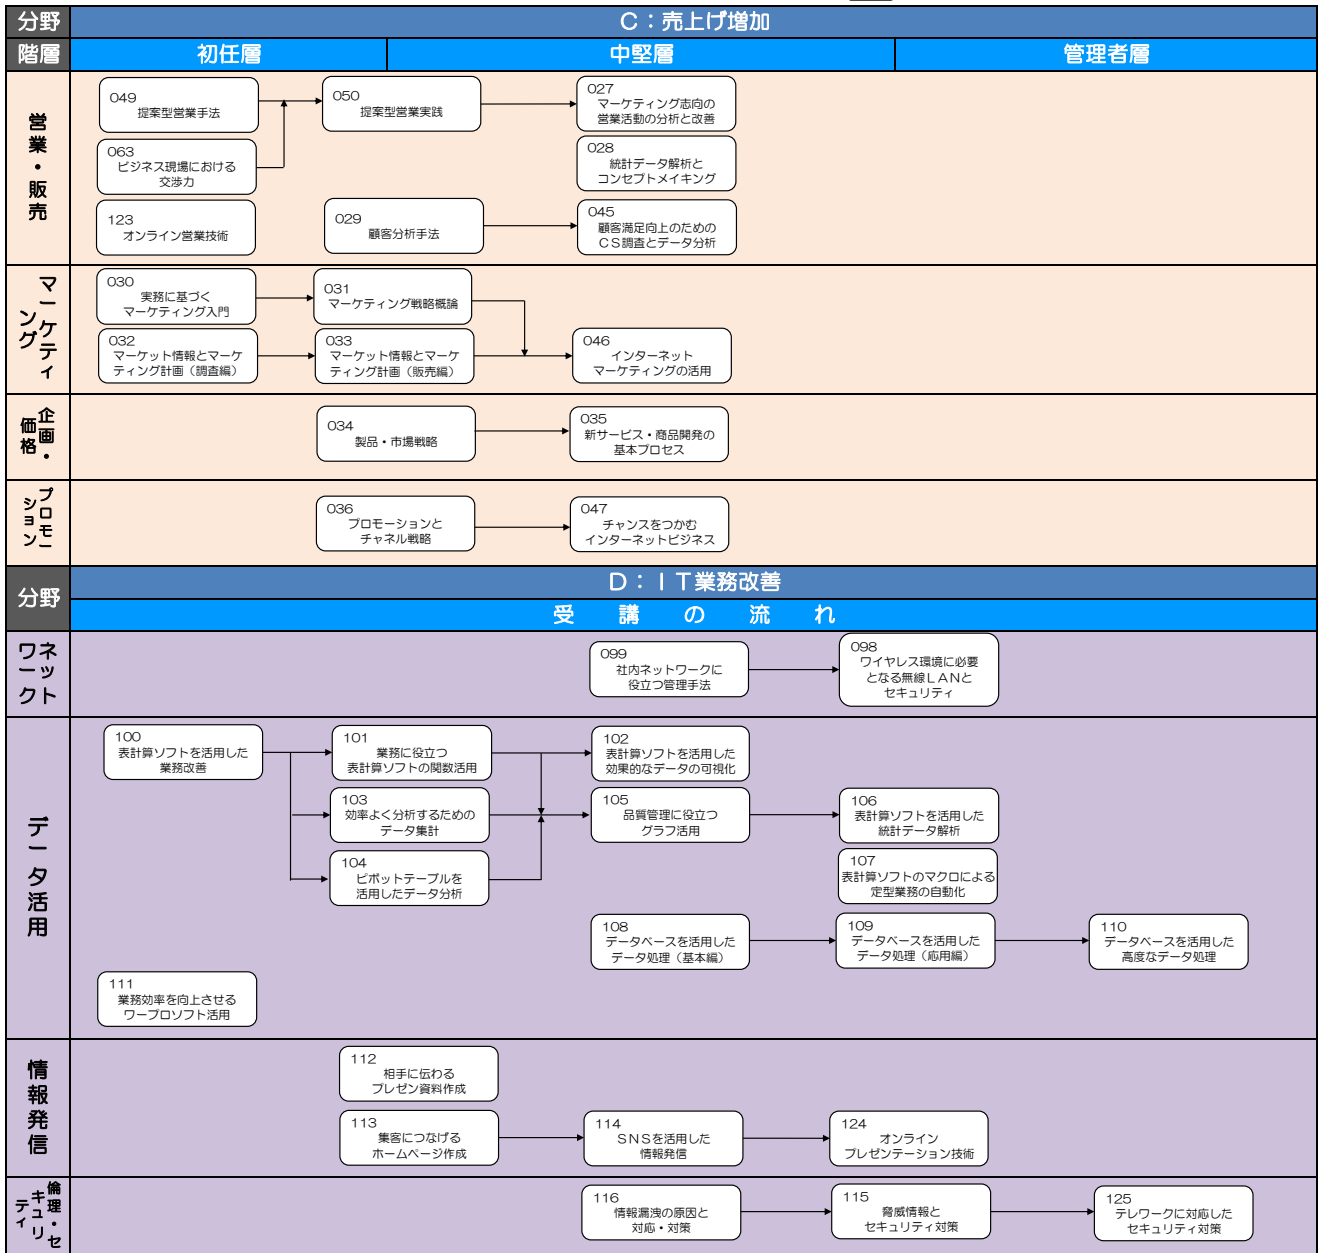 分野
C：売上げ増加
階層
初任層
中堅層
管理者層
営業・販売
049
提案型営業手法
050
提案型営業実践
027
マーケティング志向の
営業活動の分析と改善
063
ビジネス現場における
交渉力
028
統計データ解析と
コンセプトメイキング
123
オンライン営業技術
029
顧客分析手法
045
顧客満足向上のための
ＣＳ調査とデータ分析
マーケティ
ング
030
実務に基づく
マーケティング入門
031
マーケティング戦略概論
032
マーケット情報とマーケ
ティング計画（調査編）
033
マーケット情報とマーケ
ティング計画（販売編）
046
インターネット
マーケティングの活用
企画・
価格
034
製品・市場戦略
035
新サービス・商品開発の
基本プロセス
プロモー
ション
036
プロモーションと
チャネル戦略
047
チャンスをつかむ
インターネットビジネス
分野
D：ＩＴ業務改善
受　講　の　流　れ
ネット
ワーク
099
社内ネットワークに
役立つ管理手法
098
ワイヤレス環境に必要
となる無線ＬＡＮと
セキュリティ
データ活用
100
表計算ソフトを活用した
業務改善
101
業務に役立つ
表計算ソフトの関数活用
102
表計算ソフトを活用した
効果的なデータの可視化
103
効率よく分析するための
データ集計
105
品質管理に役立つ
グラフ活用
106
表計算ソフトを活用した
統計データ解析
104
ピボットテーブルを
活用したデータ分析
107
表計算ソフトのマクロによる
定型業務の自動化
108
データベースを活用した
データ処理（基本編）
109
データベースを活用した
データ処理（応用編）
110
データベースを活用した
高度なデータ処理
111
業務効率を向上させる
ワープロソフト活用
情報発信
112
相手に伝わる
プレゼン資料作成
113
集客につなげる
ホームページ作成
114
ＳＮＳを活用した
情報発信
124
オンライン
プレゼンテーション技術
倫理・セ
キュリ
ティ
116
情報漏洩の原因と
対応・対策
115
脅威情報と
セキュリティ対策
125
テレワークに対応した
セキュリティ対策